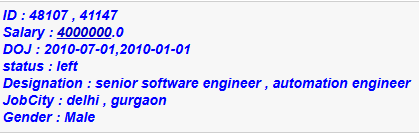 ID : 48107 , 41147
Salary : 4000000.0
DOJ : 2010-07-01,2010-01-01
status : left
Designation : senior software engineer , automation engineer
JobCity : delhi , gurgaon
Gender : Male